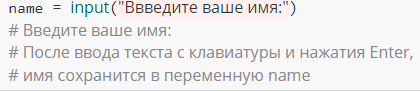 name = input("Ввведите ваше имя:")
# Введите ваше имя:
# После ввода текста с клавиатуры и нажатия Enter,
# имя сохранится в переменную name